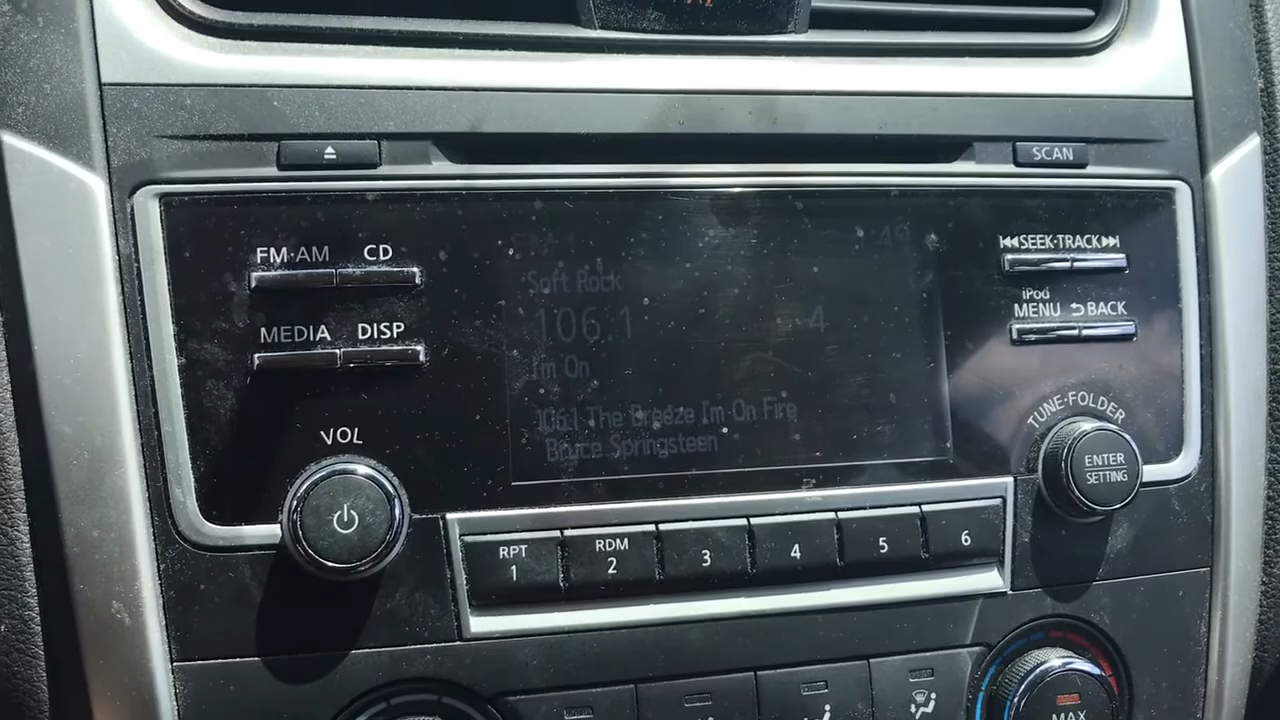 SCAN
FM·AM CD
SEEK·TRACK
Soft Rock
iPod
MENU BACK
106.1
MEDIA DISP
I'm On
TUNE·FOLDER
106.1 The Breeze I'm On Fire
Bruce Springsteen
VOL
ENTER
SETTING
RPT
1
RDM
2
3
4
5
6
MAX